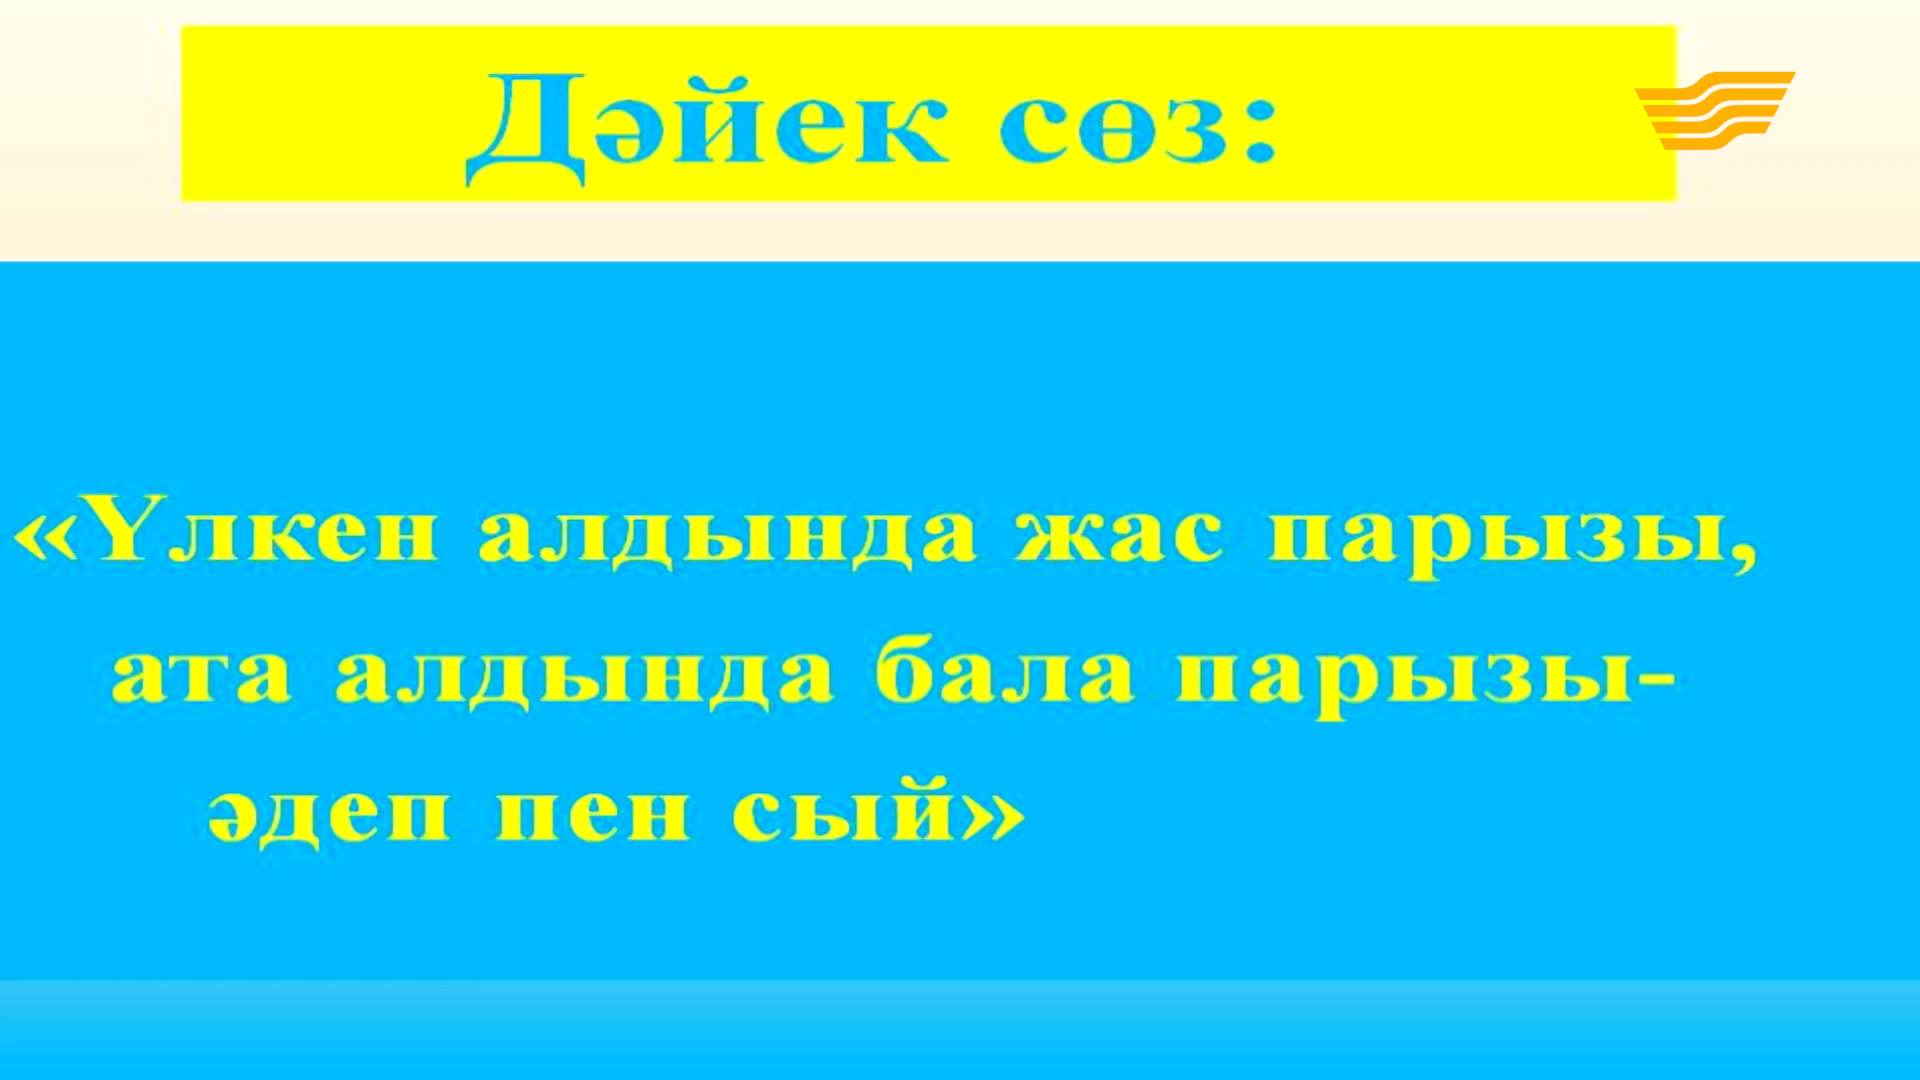 Дәйек сөз:
«Үлкен алдында жас парызы,
ата алдында бала парызы-
әдеп пен сый»